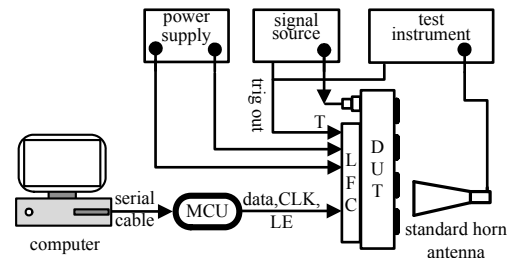 power
supply
signal
source
test
instrument
trig out
T
L
F
C
D
U
T
serial
cable
MCU
data,CLK,
LE
computer
standard horn
antenna